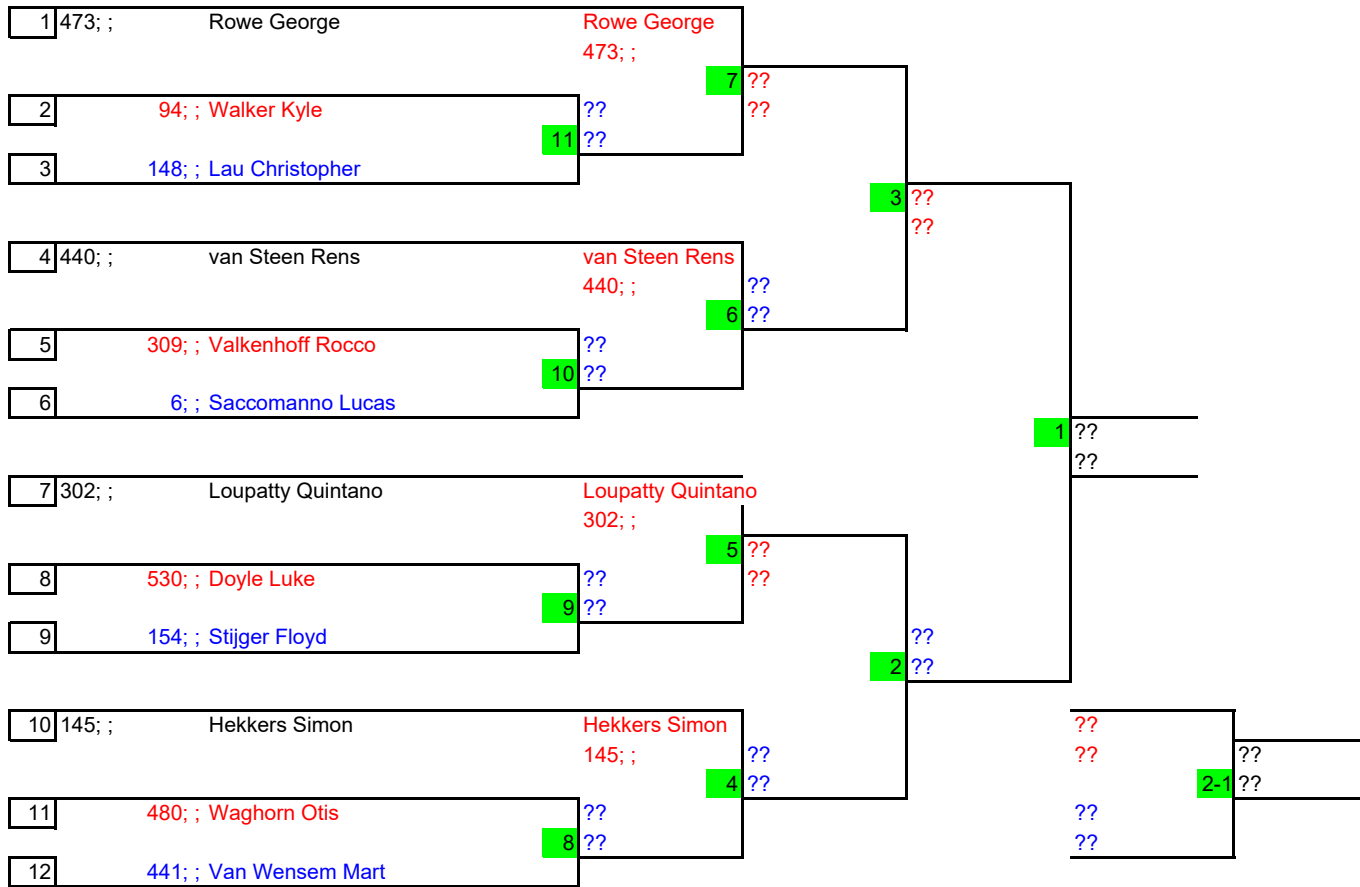 1 473; ; Rowe George Rowe George
473; ;
7 ??
2 94; ; Walker Kyle ?? ??
11 ??
3 148; ; Lau Christopher
3 ??
??
4 440; ; van Steen Rens van Steen Rens
440; ; ??
6 ??
5 309; ; Valkenhoff Rocco ??
10 ??
6 6; ; Saccomanno Lucas
1 ??
??
7 302; ; Loupatty Quintano Loupatty Quintano
302; ;
5 ??
8 530; ; Doyle Luke ?? ??
9 ??
9 154; ; Stijger Floyd ??
2 ??
10 145; ; Hekkers Simon Hekkers Simon ??
145; ; ?? ?? ??
4 ?? 2-1 ??
11 480; ; Waghorn Otis ?? ??
8 ?? ??
12 441; ; Van Wensem Mart